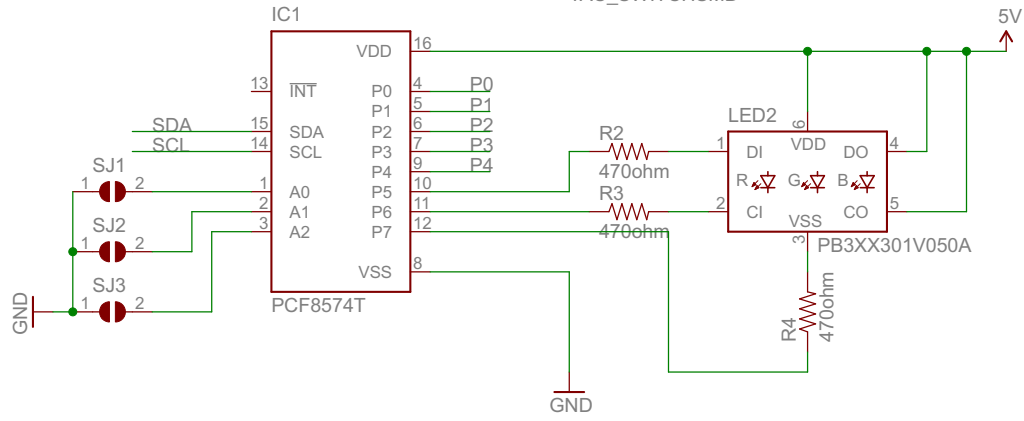 IC1
5V
VDD 16
13 INT P0 4 P0
P1 5 P1
SDA 15 SDA P2 6 P2
SCL 14 SCL P3 7 P3
P4 9 P4
SJ1
1 2 1 A0 P5 10
2 A1 P6 11
SJ2
1 2 3 A2 P7 12
SJ3
1 2
VSS 8
GND
PCF8574T
GND
R2
470ohm
R3
470ohm
LED2
6
1 DI VDD DO 4
R G B
2 CI VSS CO 5
3
PB3XX301V050A
R4
470ohm